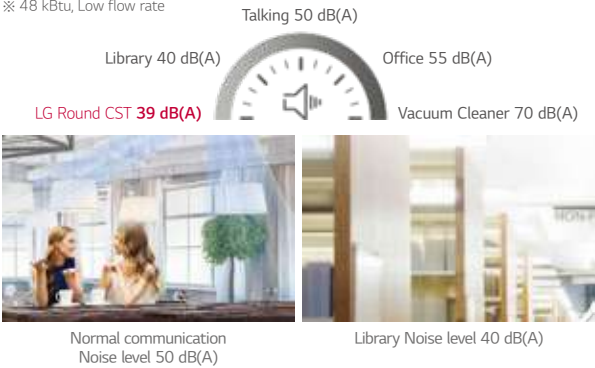 ※ 48 kBtu, Low flow rate
Talking 50 dB(A)
Library 40 dB(A)
Office 55 dB(A)
LG Round CST 39 dB(A)
Vacuum Cleaner 70 dB(A)
Normal communication
Noise level 50 dB(A)
Library Noise level 40 dB(A)